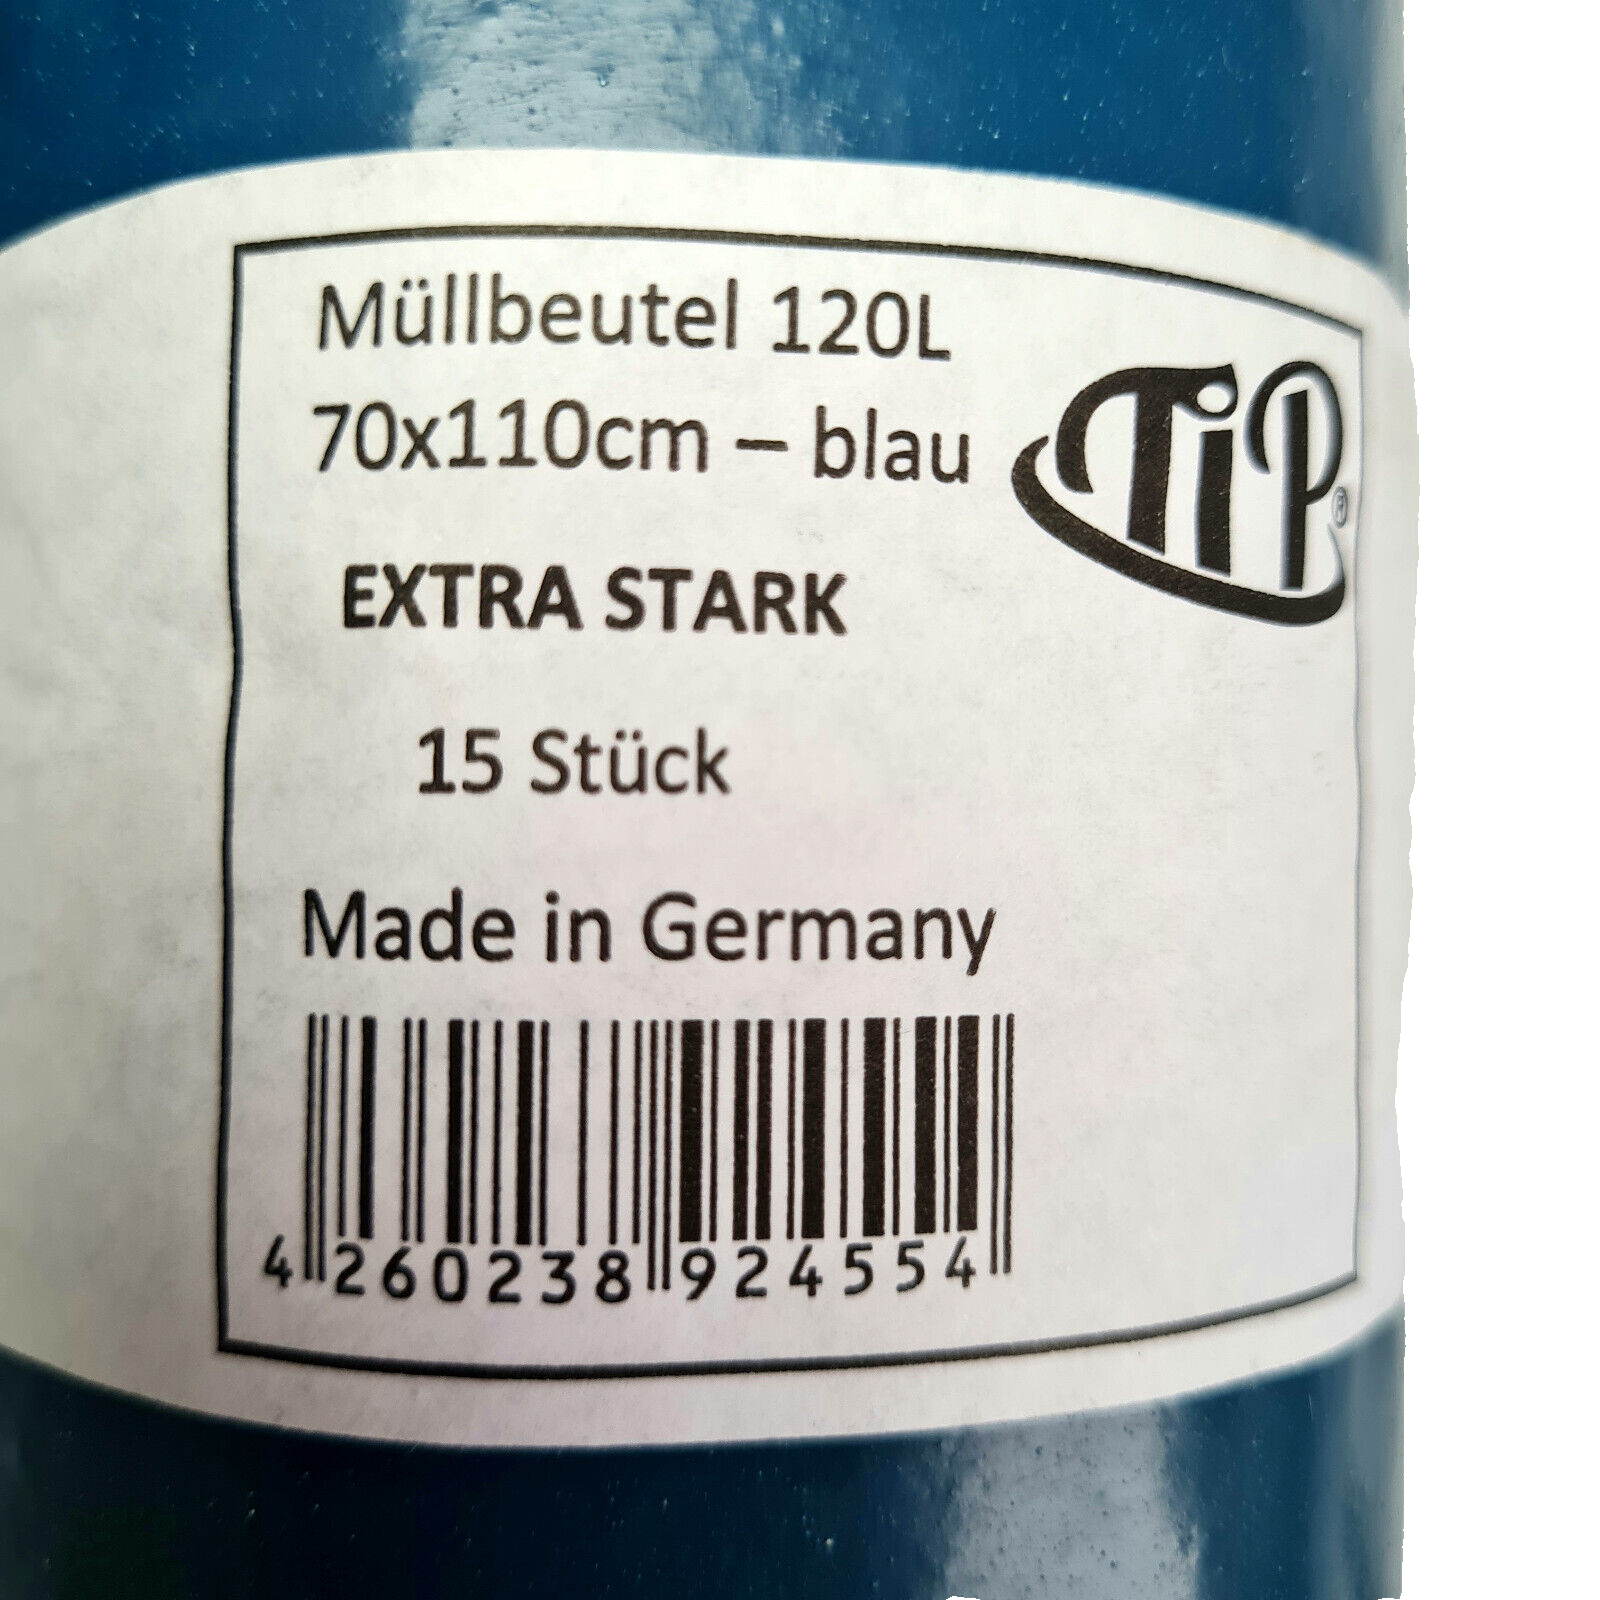 Müllbeutel 120L
70x110cm – blau
TiP®
EXTRA STARK
15 Stück
Made in Germany
4 260238 924554